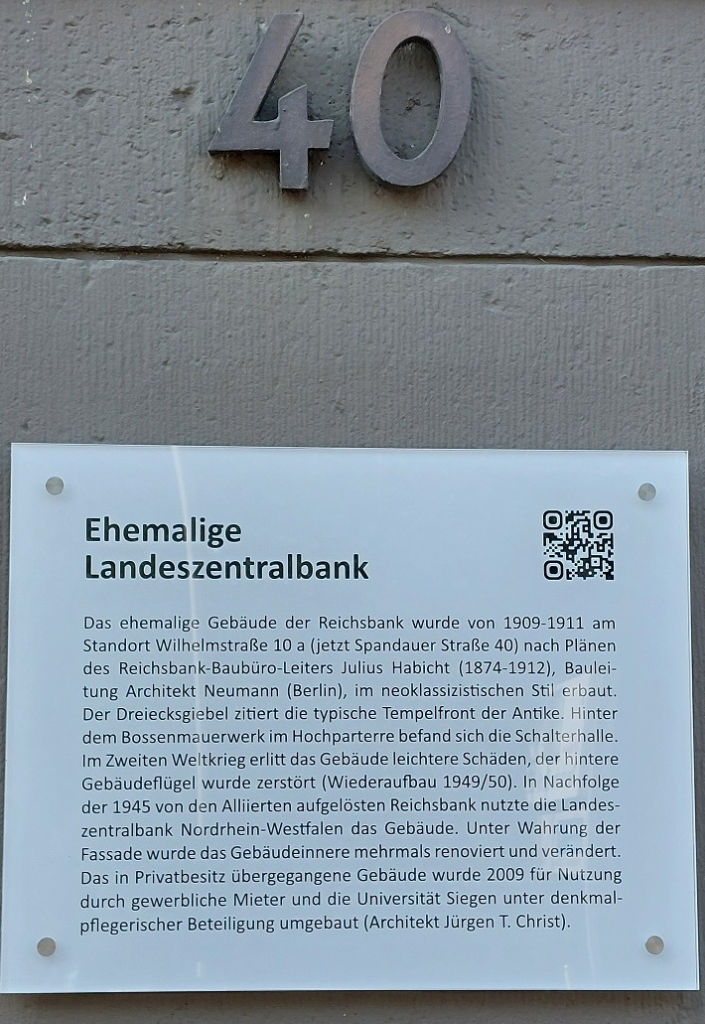 40
Ehemalige
Landeszentralbank
Das ehemalige Gebäude der Reichsbank wurde von 1909-1911 am
Standort Wilhelmstraße 10 a (jetzt Spandauer Straße 40) nach Plänen
des Reichsbank-Baubüro-Leiters Julius Habicht (1874-1912), Baulei-
tung Architekt Neumann (Berlin), im neoklassizistischen Stil erbaut.
Der Dreiecksgiebel zitiert die typische Tempelfront der Antike. Hinter
dem Bossenmauerwerk im Hochparterre befand sich die Schalterhalle.
Im Zweiten Weltkrieg erlitt das Gebäude leichtere Schäden, der hintere
Gebäudeflügel wurde zerstört (Wiederaufbau 1949/50). In Nachfolge
der 1945 von den Alliierten aufgelösten Reichsbank nutzte die Landes-
zentralbank Nordrhein-Westfalen das Gebäude. Unter Wahrung der
Fassade wurde das Gebäudeinnere mehrmals renoviert und verändert.
Das in Privatbesitz übergegangene Gebäude wurde 2009 für Nutzung
durch gewerbliche Mieter und die Universität Siegen unter denkmal-
pflegerischer Beteiligung umgebaut (Architekt Jürgen T. Christ).